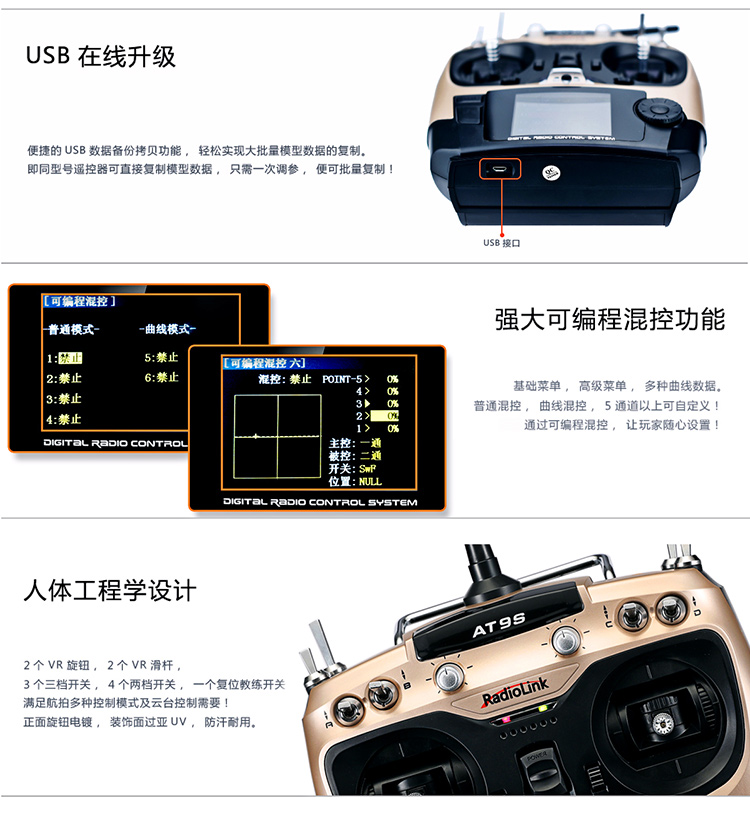 USB 在线升级
便捷的 USB 数据备份拷贝功能， 轻松实现大批量模型数据的复制。
即同型号遥控器可直接复制模型数据， 只需一次调参， 便可批量复制！
DIGITAL RADIO CONTROL SYSTEM
QC
USB 接口
强大可编程混控功能
基础菜单， 高级菜单， 多种曲线数据。
普通混控， 曲线混控， 5 通道以上可自定义！
通过可编程混控， 让玩家随心设置！
[可编程混控]
-普通模式- -曲线模式-
1:禁止 5:禁止
2:禁止 6:禁止
3:禁止
4:禁止
DIGITAL RADIO CONTROL
[可编程混控 六]
混控: 禁止 POINT-5> 0%
4> 0%
3> 0%
2> 0%
1> 0%
主控: 一通
被控: 二通
开关: SwF
位置: NULL
DIGITAL RADIO CONTROL SYSTEM
人体工程学设计
2 个 VR 旋钮， 2 个 VR 滑杆，
3 个三档开关， 4 个两档开关， 一个复位教练开关
满足航拍多种控制模式及云台控制需要！
正面旋钮电镀， 装饰面过亚 UV， 防汗耐用。
AT9S
RadioLink
A
B
C
D
POWER